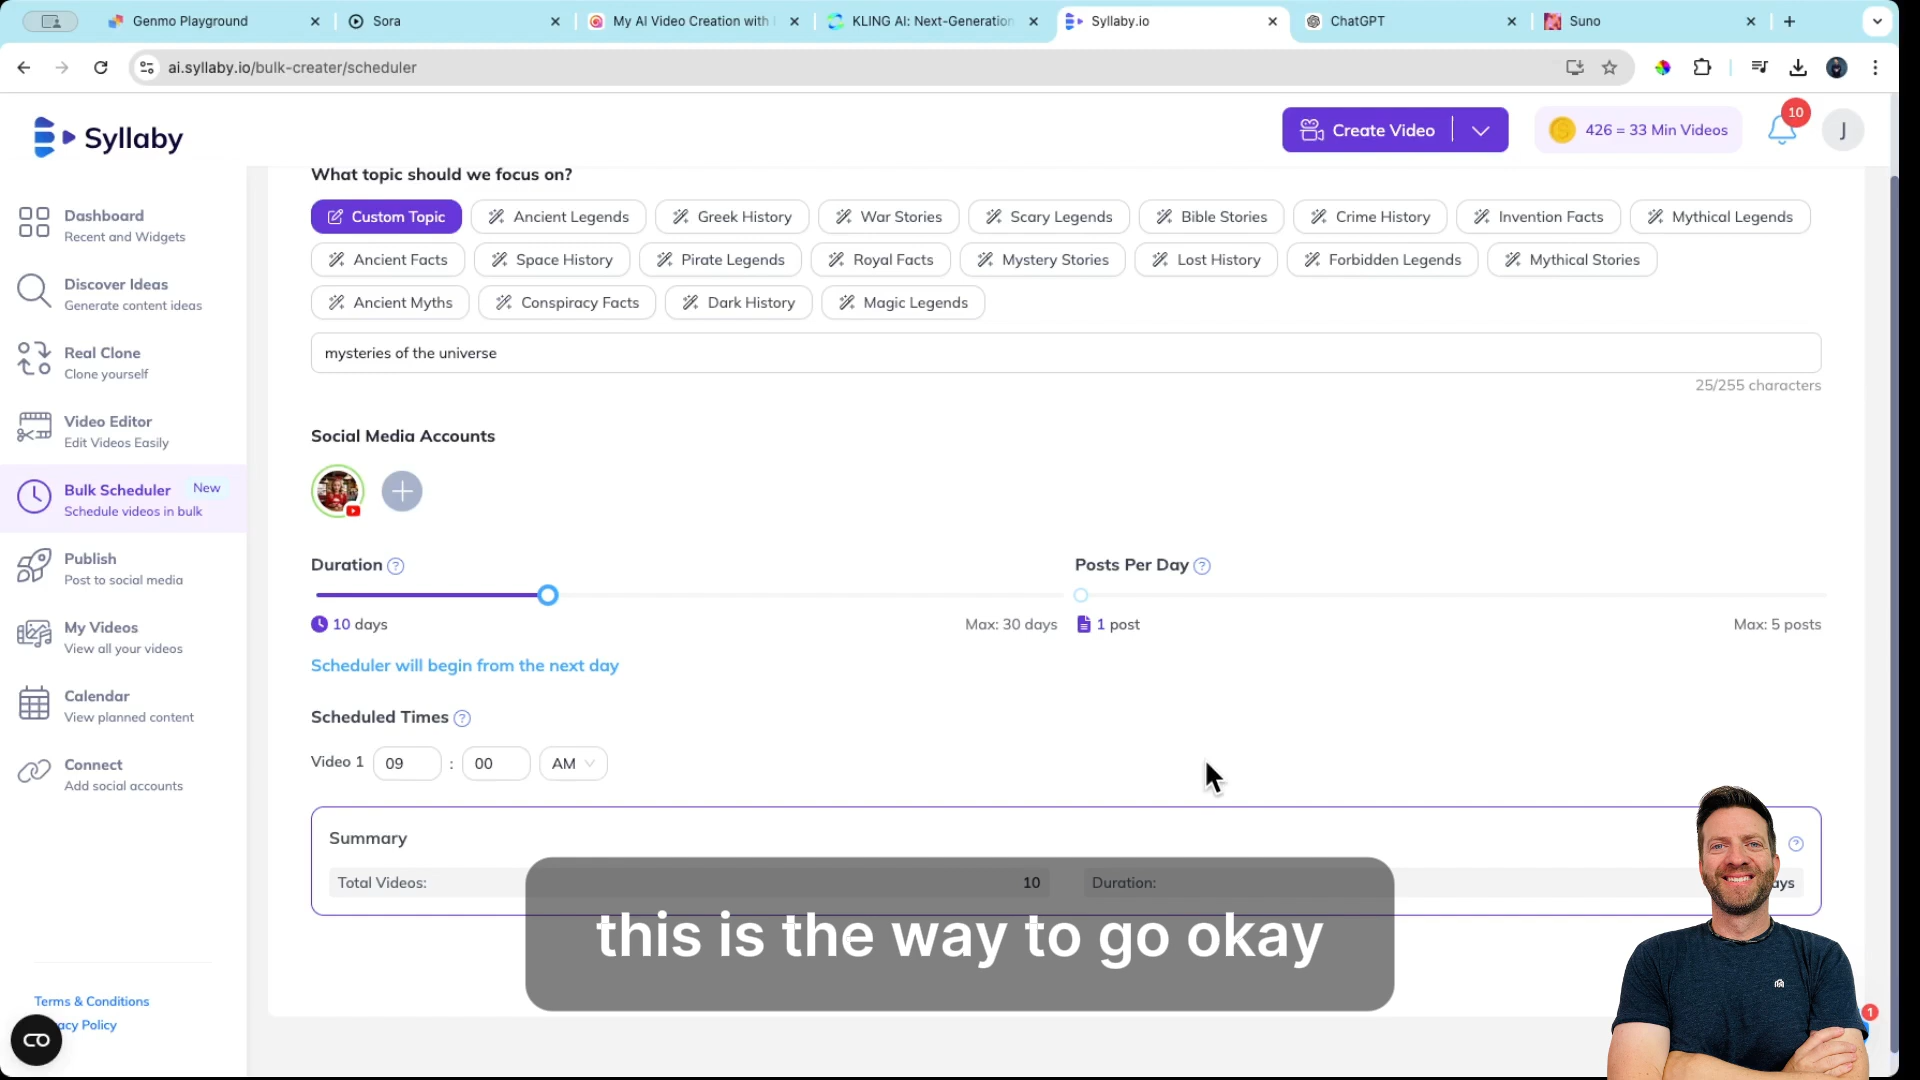 Genmo Playground
Sora
My AI Video Creation with
KLING AI: Next-Generation
Syllaby.io
ChatGPT
Suno
ai.syllaby.io/bulk-creater/scheduler
Syllaby
Create Video
426 = 33 Min Videos
10
J
Dashboard
Recent and Widgets
Discover Ideas
Generate content ideas
Real Clone
Clone yourself
Video Editor
Edit Videos Easily
Bulk Scheduler New
Schedule videos in bulk
Publish
Post to social media
My Videos
View all your videos
Calendar
View planned content
Connect
Add social accounts
Terms & Conditions
acy Policy
What topic should we focus on?
Custom Topic Ancient Legends Greek History War Stories Scary Legends Bible Stories Crime History Invention Facts Mythical Legends
Ancient Facts Space History Pirate Legends Royal Facts Mystery Stories Lost History Forbidden Legends Mythical Stories
Ancient Myths Conspiracy Facts Dark History Magic Legends
mysteries of the universe
25/255 characters
Social Media Accounts
Duration ?
10 days Max: 30 days
Posts Per Day ?
1 post Max: 5 posts
Scheduler will begin from the next day
Scheduled Times ?
Video 1 09 : 00 AM
Summary ?
Total Videos: 10 Duration: ays
this is the way to go okay
1